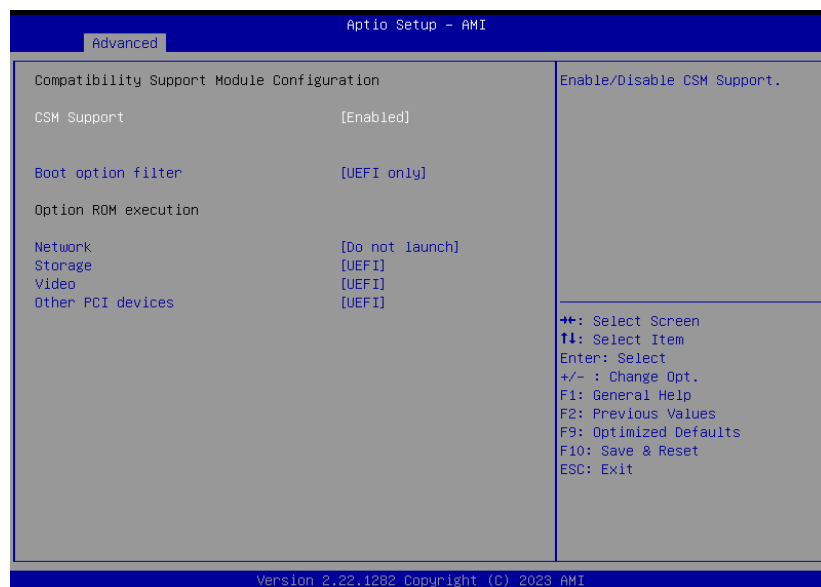 Aptio Setup - AMI
Advanced
Compatibility Support Module Configuration
CSM Support [Enabled]
Boot option filter [UEFI only]
Option ROM execution
Network [Do not launch]
Storage [UEFI]
Video [UEFI]
Other PCI devices [UEFI]
Enable/Disable CSM Support.
→←: Select Screen
↑↓: Select Item
Enter: Select
+/- : Change Opt.
F1: General Help
F2: Previous Values
F9: Optimized Defaults
F10: Save & Reset
ESC: Exit
Version 2.22.1282 Copyright (C) 2023 AMI